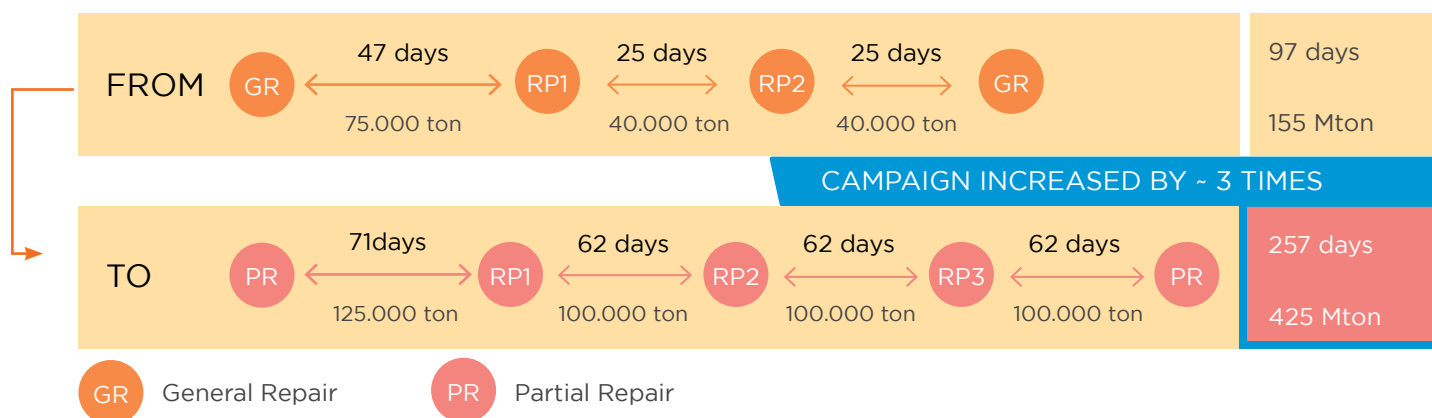 47 days 25 days 25 days 97 days
FROM GR RP1 RP2 GR
75.000 ton 40.000 ton 40.000 ton 155 Mton
CAMPAIGN INCREASED BY ~ 3 TIMES
71days 62 days 62 days 62 days 257 days
TO PR RP1 RP2 RP3 PR
125.000 ton 100.000 ton 100.000 ton 100.000 ton 425 Mton
GR General Repair PR Partial Repair